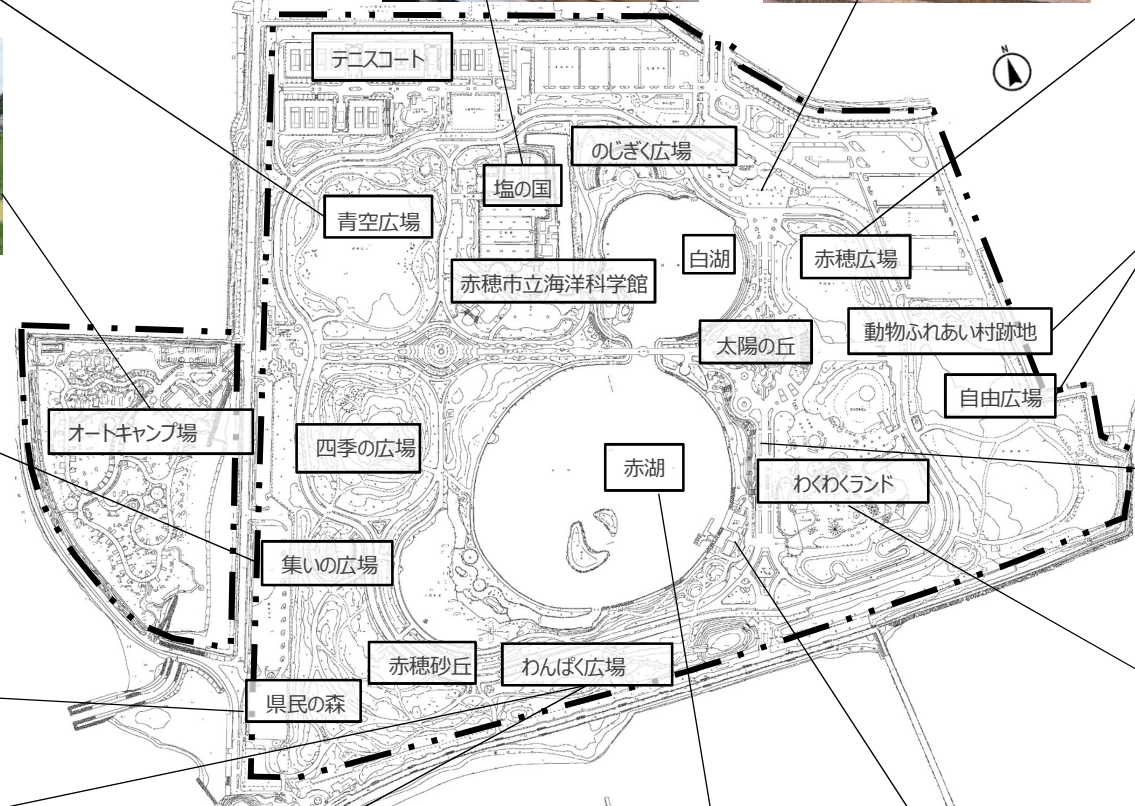 N
テニスコート
のじぎく広場
塩の国
青空広場
白湖
赤穂広場
赤穂市立海洋科学館
動物ふれあい村跡地
太陽の丘
自由広場
オートキャンプ場
四季の広場
赤湖
わくわくランド
集いの広場
赤穂砂丘
わんぱく広場
県民の森